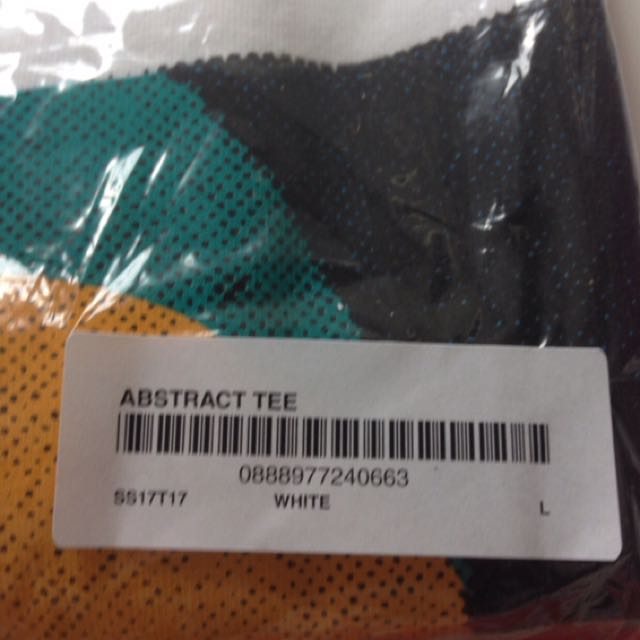 ABSTRACT TEE
0888977240663
SS17T17 WHITE L